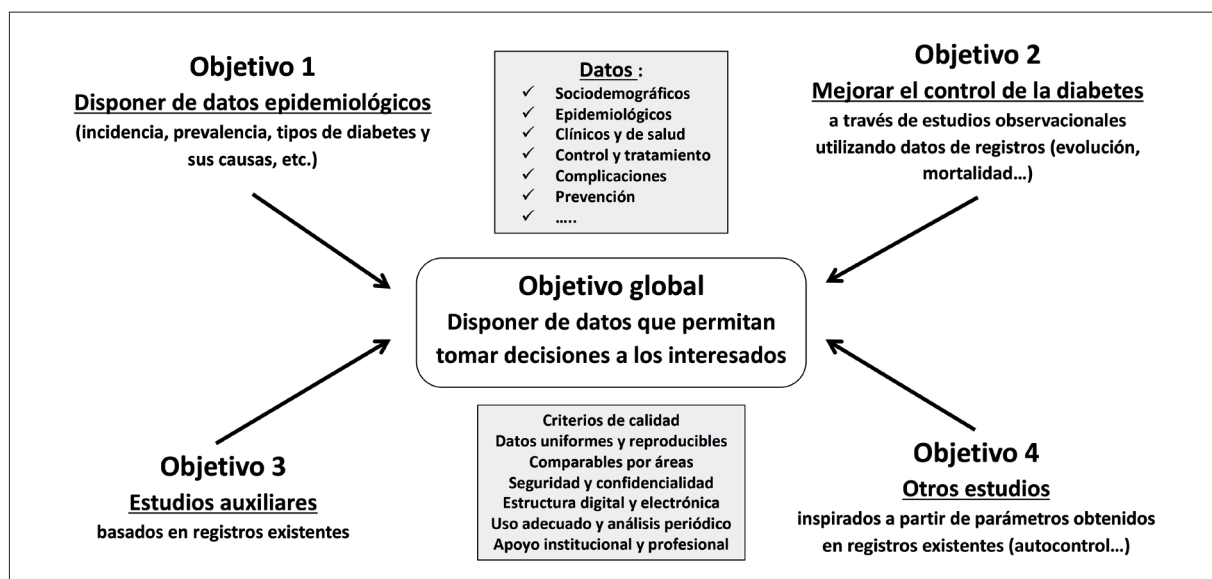 Objetivo 1
Disponer de datos epidemiológicos
(incidencia, prevalencia, tipos de diabetes y
sus causas, etc.)
Datos :
✓ Sociodemográficos
✓ Epidemiológicos
✓ Clínicos y de salud
✓ Control y tratamiento
✓ Complicaciones
✓ Prevención
✓ .....
Objetivo 2
Mejorar el control de la diabetes
a través de estudios observacionales
utilizando datos de registros (evolución,
mortalidad...)
Objetivo global
Disponer de datos que permitan
tomar decisiones a los interesados
Objetivo 3
Estudios auxiliares
basados en registros existentes
Criterios de calidad
Datos uniformes y reproducibles
Comparables por áreas
Seguridad y confidencialidad
Estructura digital y electrónica
Uso adecuado y análisis periódico
Apoyo institucional y profesional
Objetivo 4
Otros estudios
inspirados a partir de parámetros obtenidos
en registros existentes (autocontrol...)